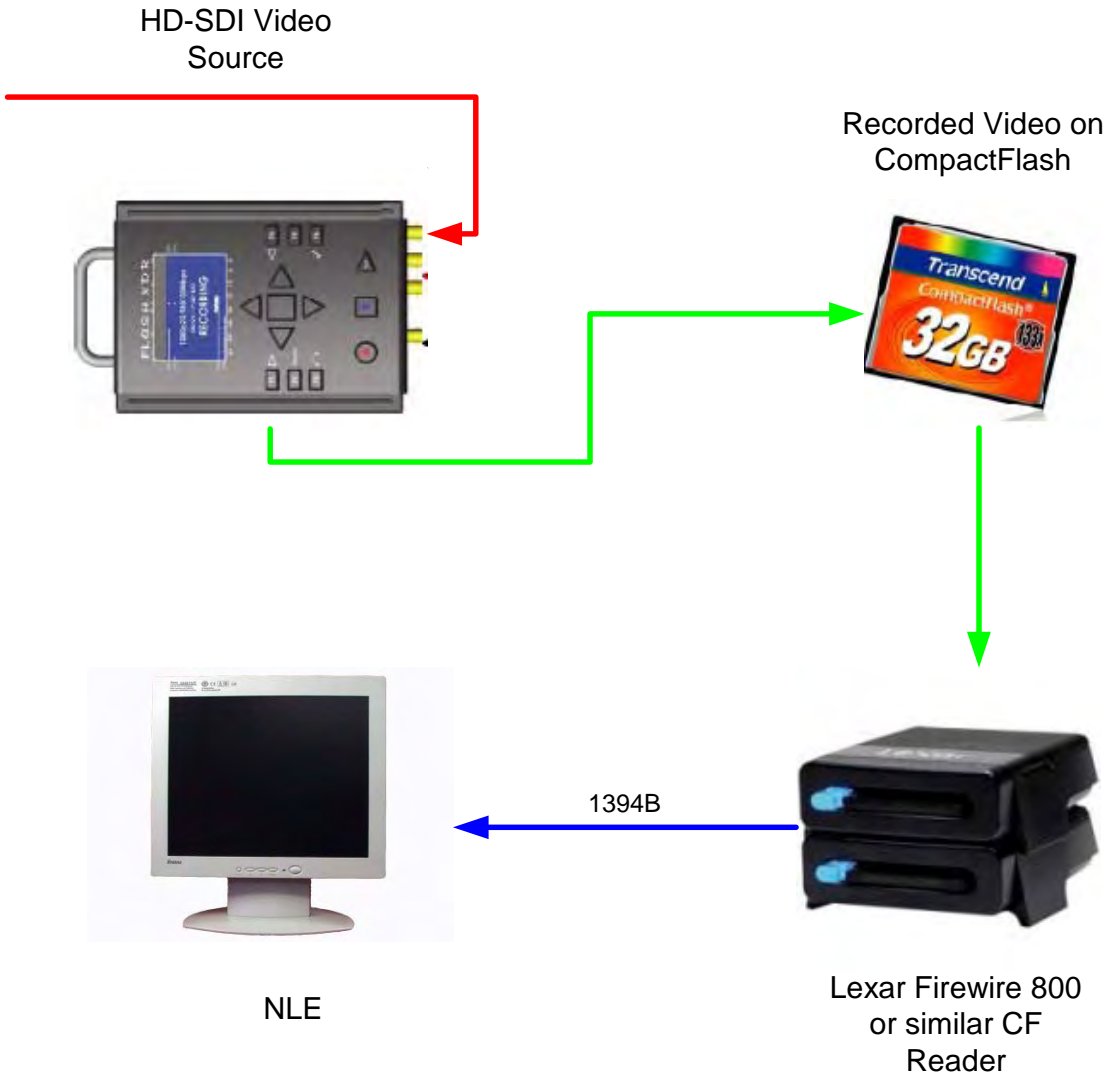 HD-SDI Video
Source
Recorded Video on
CompactFlash
FLASH XDR
RECORDING
Transcend
CompactFlash®
32GB
133x
LEXAR
1394B
NLE
Lexar Firewire 800
or similar CF
Reader